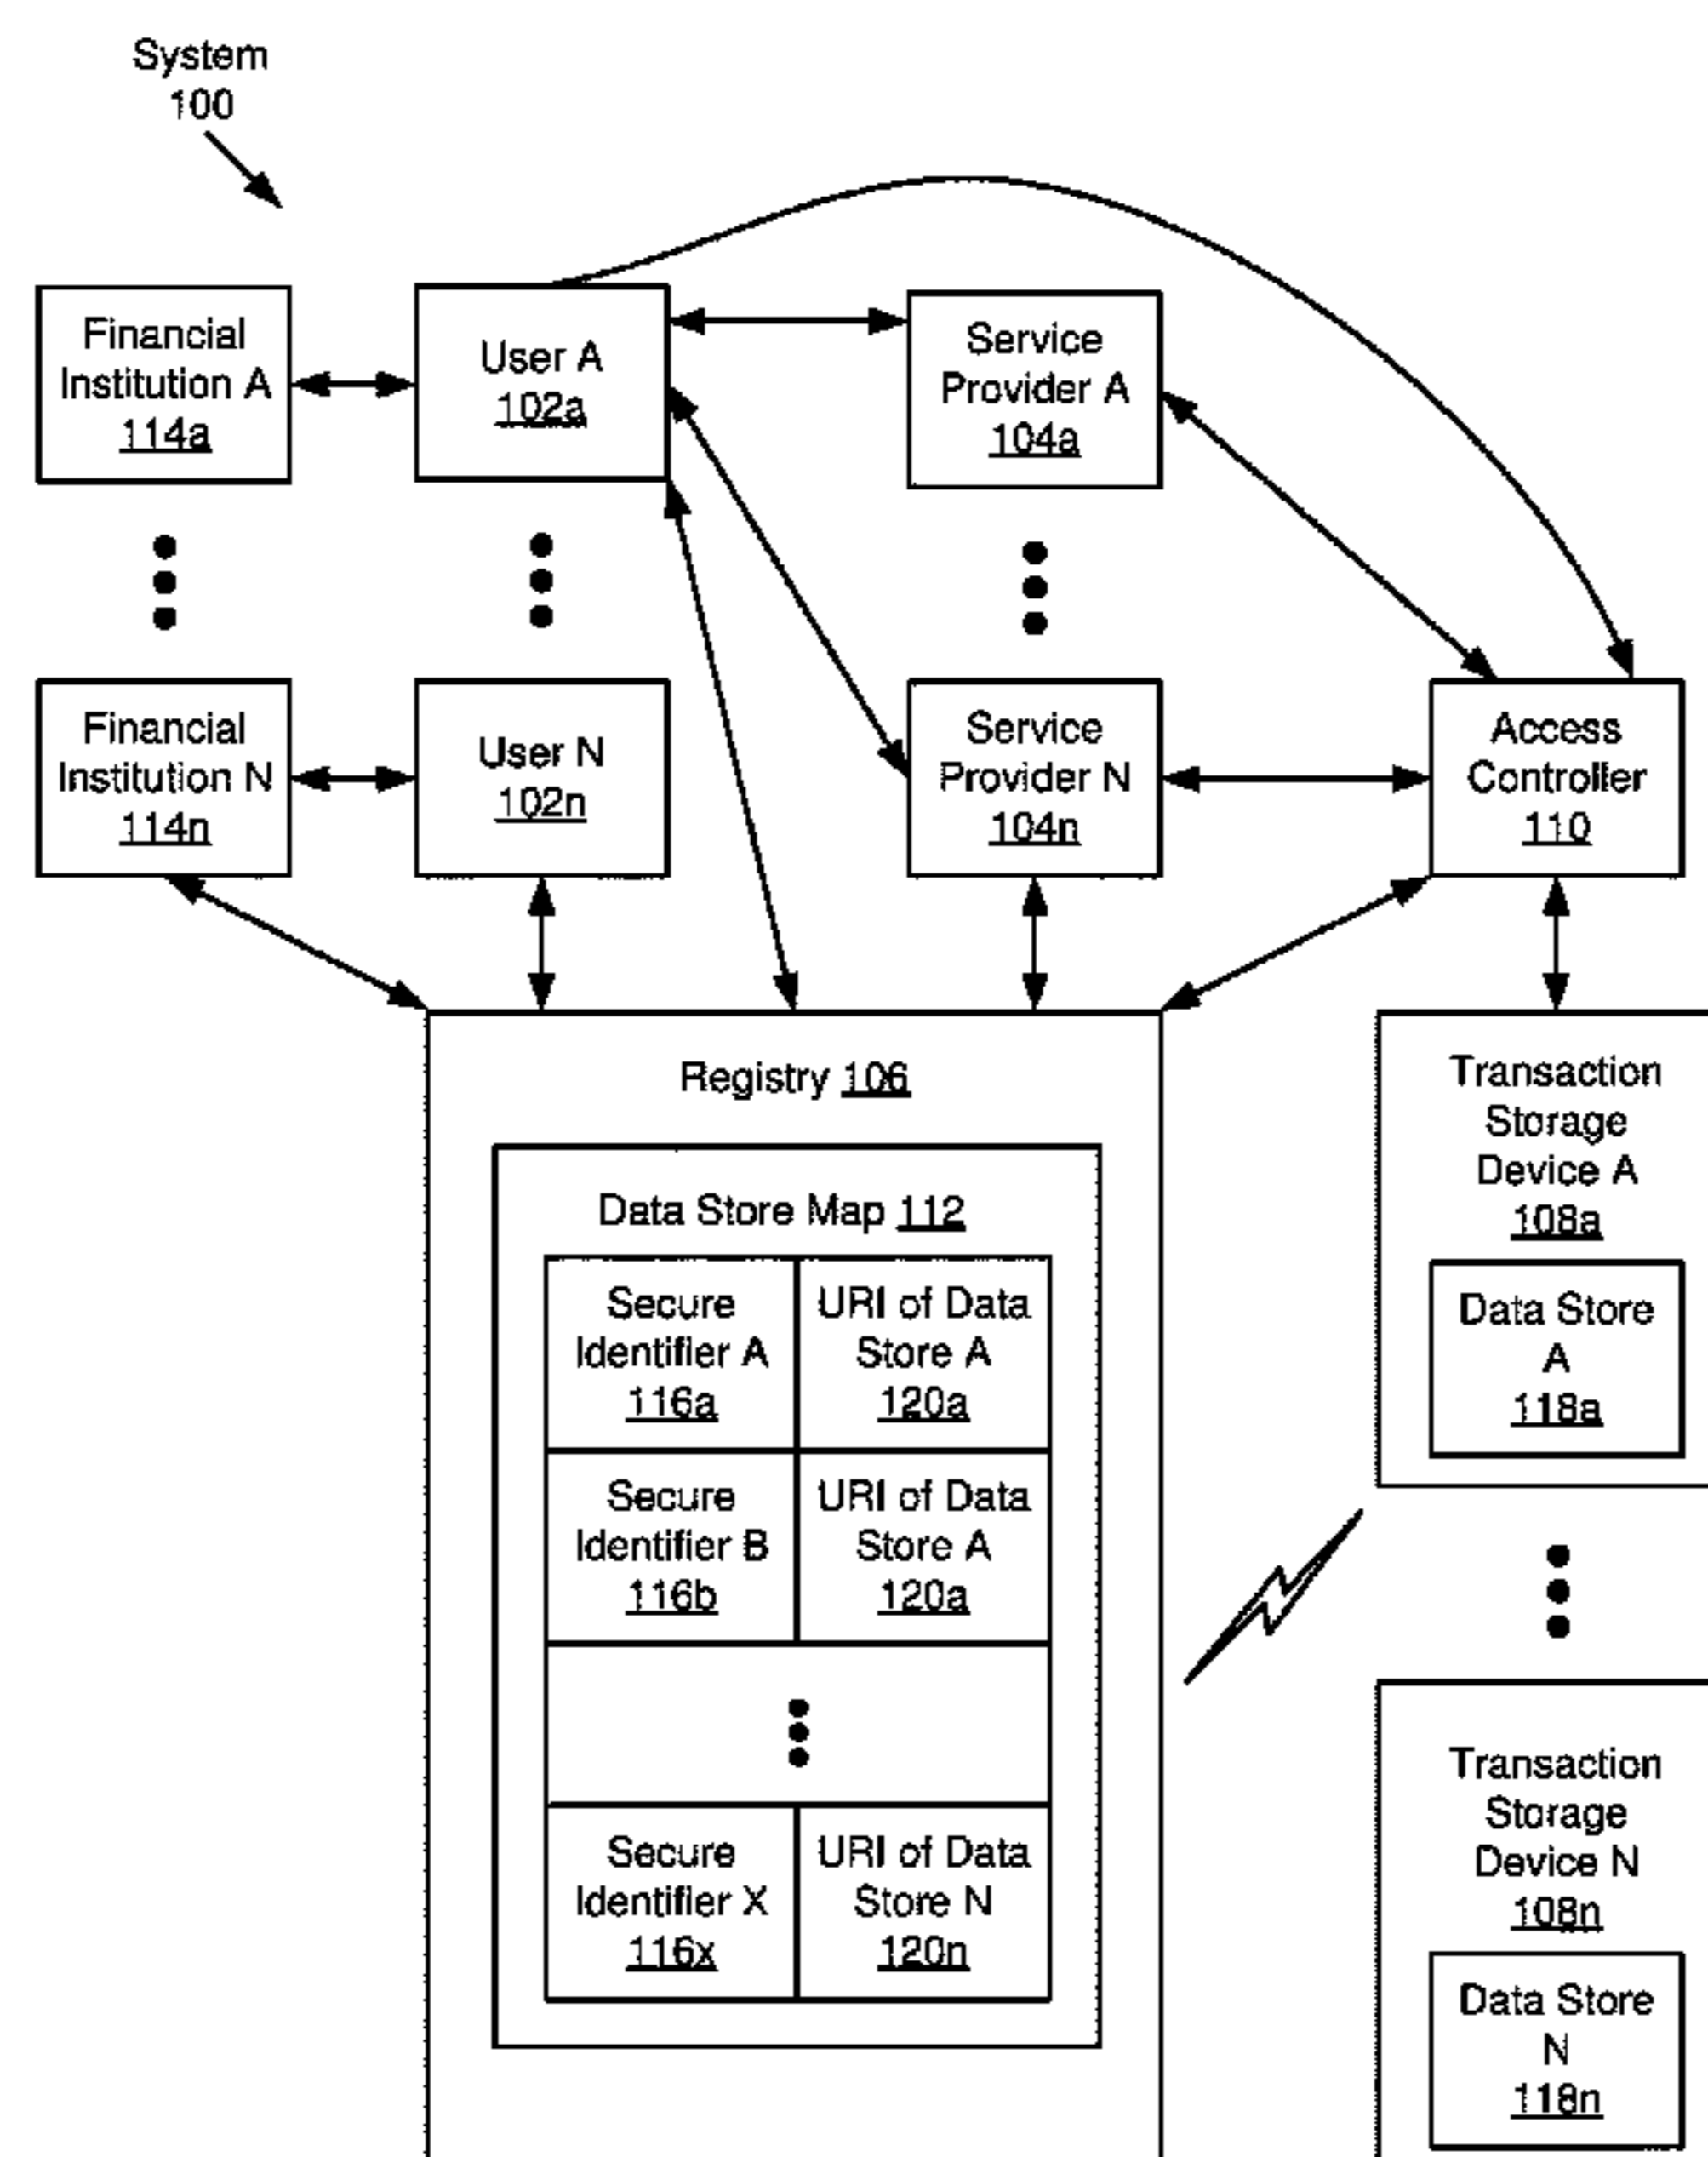 System
100
Financial
Institution A
114a
User A
102a
Service
Provider A
104a
Financial
Institution N
114n
User N
102n
Service
Provider N
104n
Access
Controller
110
Registry 106
Data Store Map 112
Secure
Identifier A
116a
URI of Data
Store A
120a
Secure
Identifier B
116b
URI of Data
Store A
120a
Secure
Identifier X
116x
URI of Data
Store N
120n
Transaction
Storage
Device A
108a
Data Store
A
118a
Transaction
Storage
Device N
108n
Data Store
N
118n